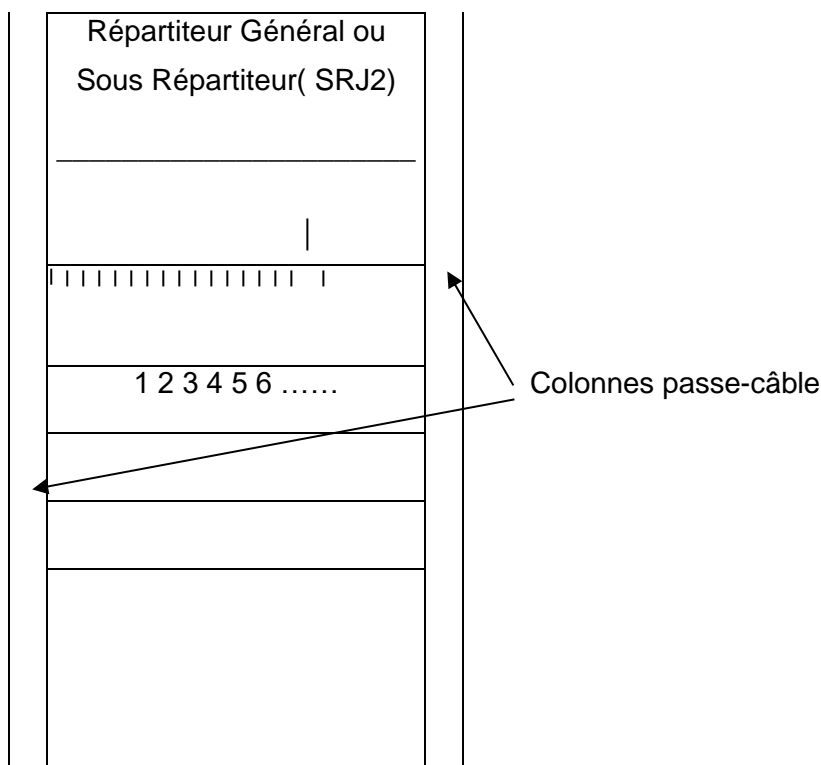 Répartiteur Général ou
Sous Répartiteur( SRJ2)
1 2 3 4 5 6 ……
Colonnes passe-câble